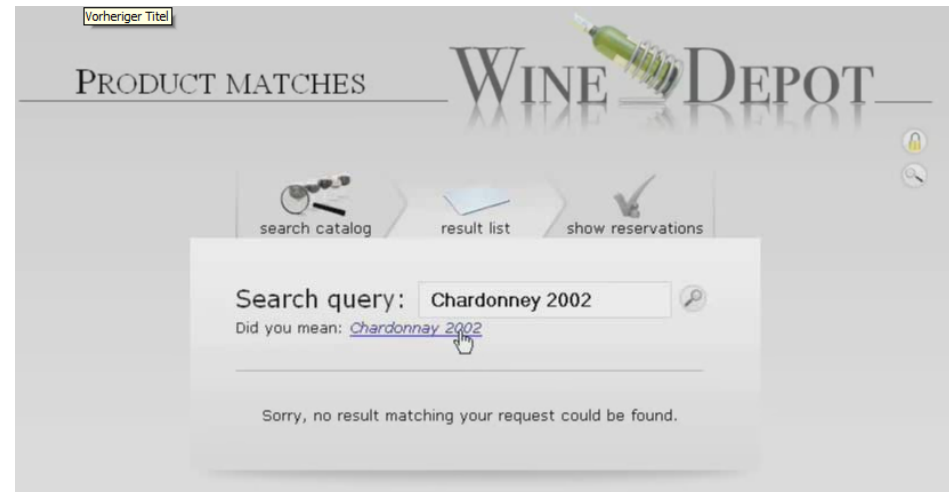 Vorheriger Titel
PRODUCT MATCHES
WINE DEPOT
search catalog
result list
show reservations
Search query: Chardonney 2002
Did you mean: Chardonnay 2002
Sorry, no result matching your request could be found.